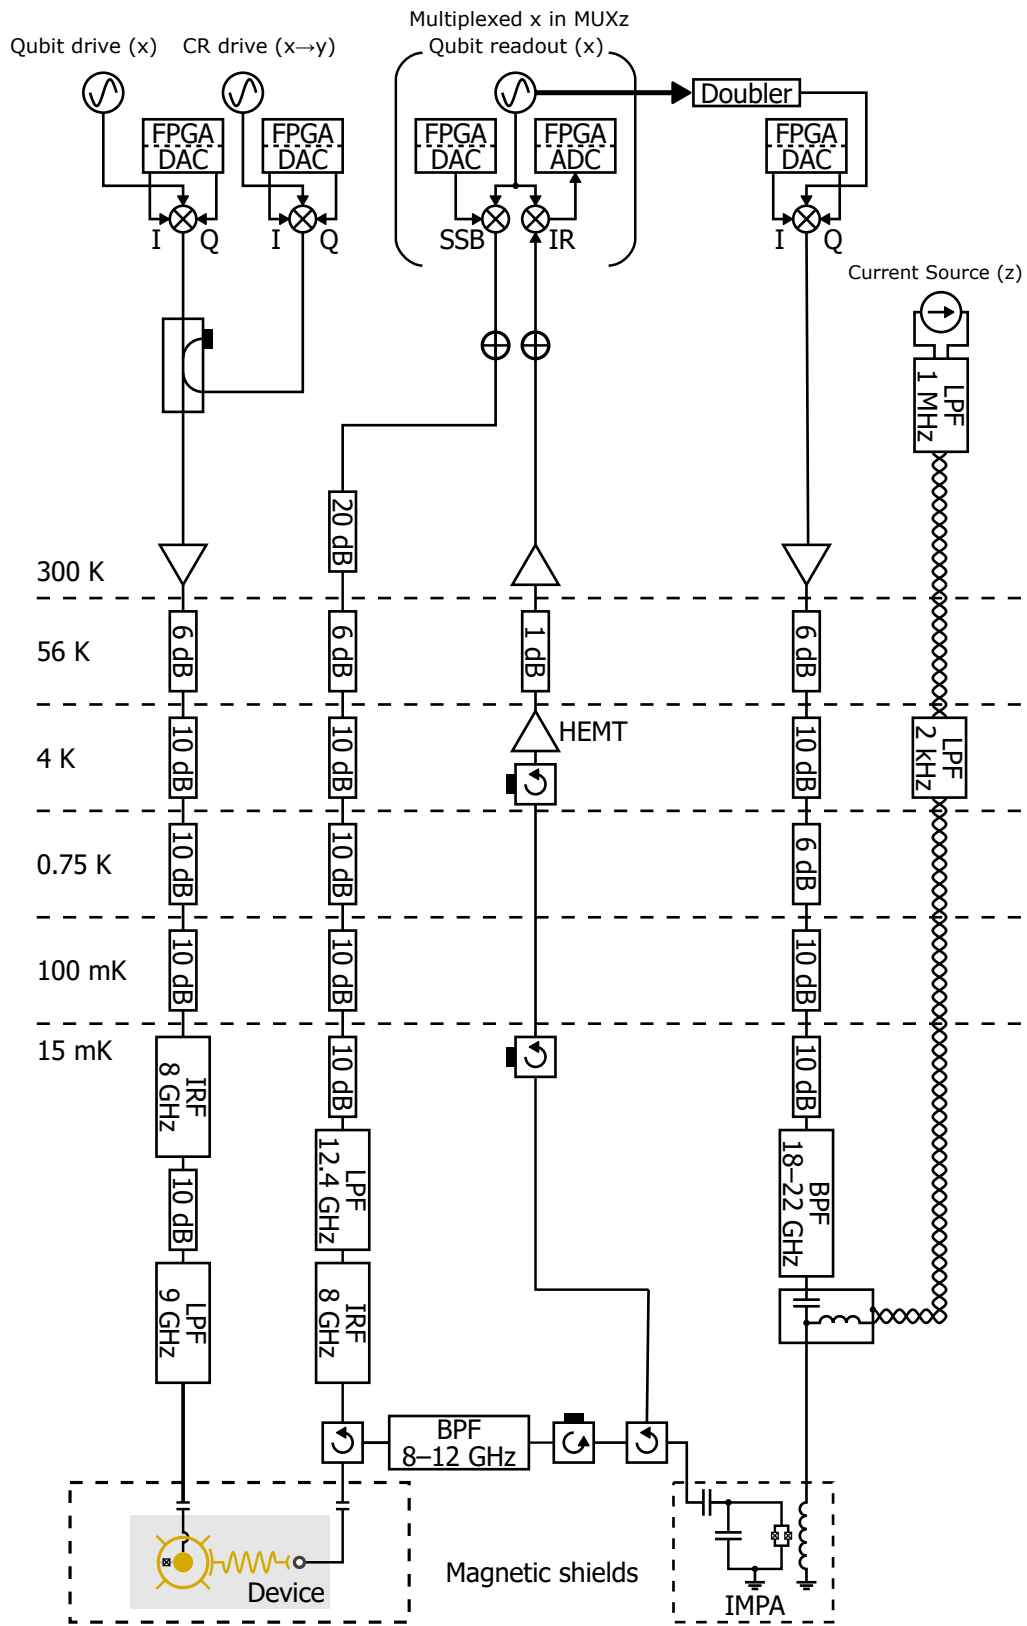 Multiplexed x in MUXz
Qubit drive (x)
CR drive (x→y)
Qubit readout (x)
FPGA
DAC
FPGA
DAC
FPGA
DAC
FPGA
ADC
Doubler
FPGA
DAC
I
Q
I
Q
SSB
IR
I
Q
Current Source (z)
LPF
1 MHz
20 dB
300 K
56 K
6 dB
6 dB
1 dB
6 dB
4 K
10 dB
10 dB
HEMT
10 dB
LPF
2 kHz
0.75 K
10 dB
10 dB
6 dB
100 mK
10 dB
10 dB
10 dB
15 mK
IRF
8 GHz
10 dB
10 dB
10 dB
LPF
12.4 GHz
BPF
18–22 GHz
LPF
9 GHz
IRF
8 GHz
BPF
8–12 GHz
Device
Magnetic shields
IMPA